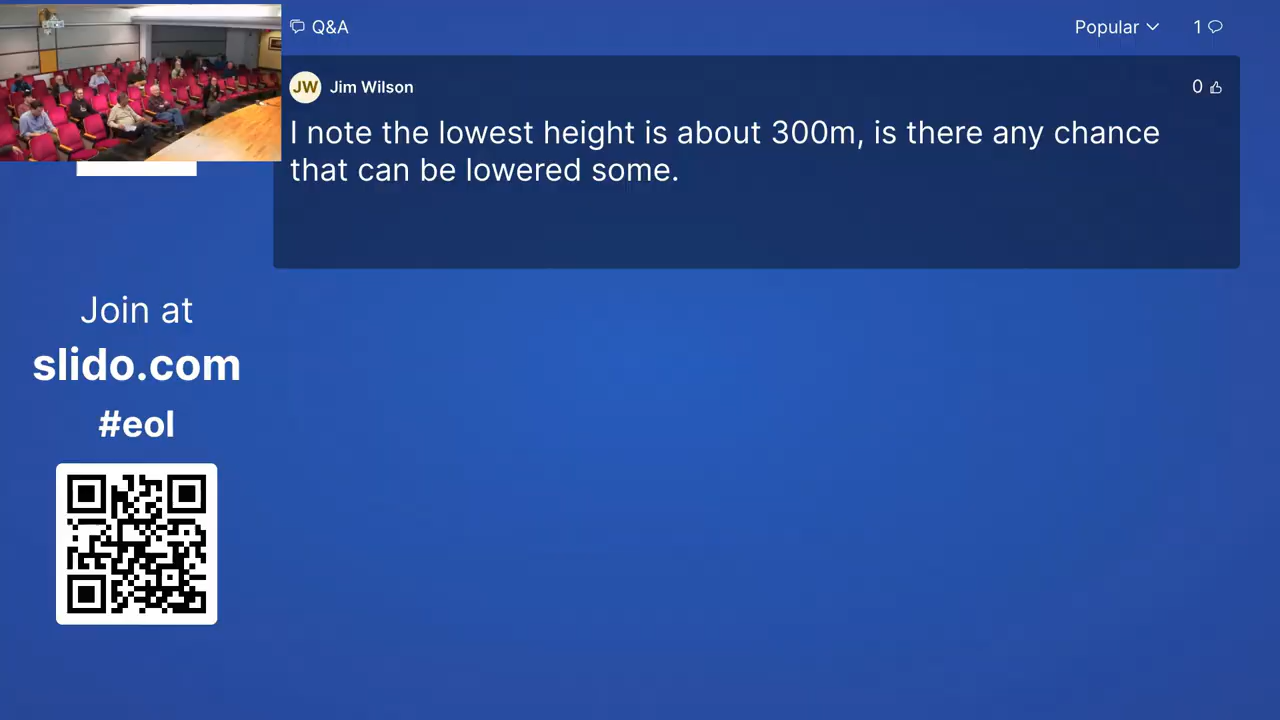 Q&A
Popular
1
JW
Jim Wilson
0
I note the lowest height is about 300m, is there any chance
that can be lowered some.
Join at
slido.com
#eol